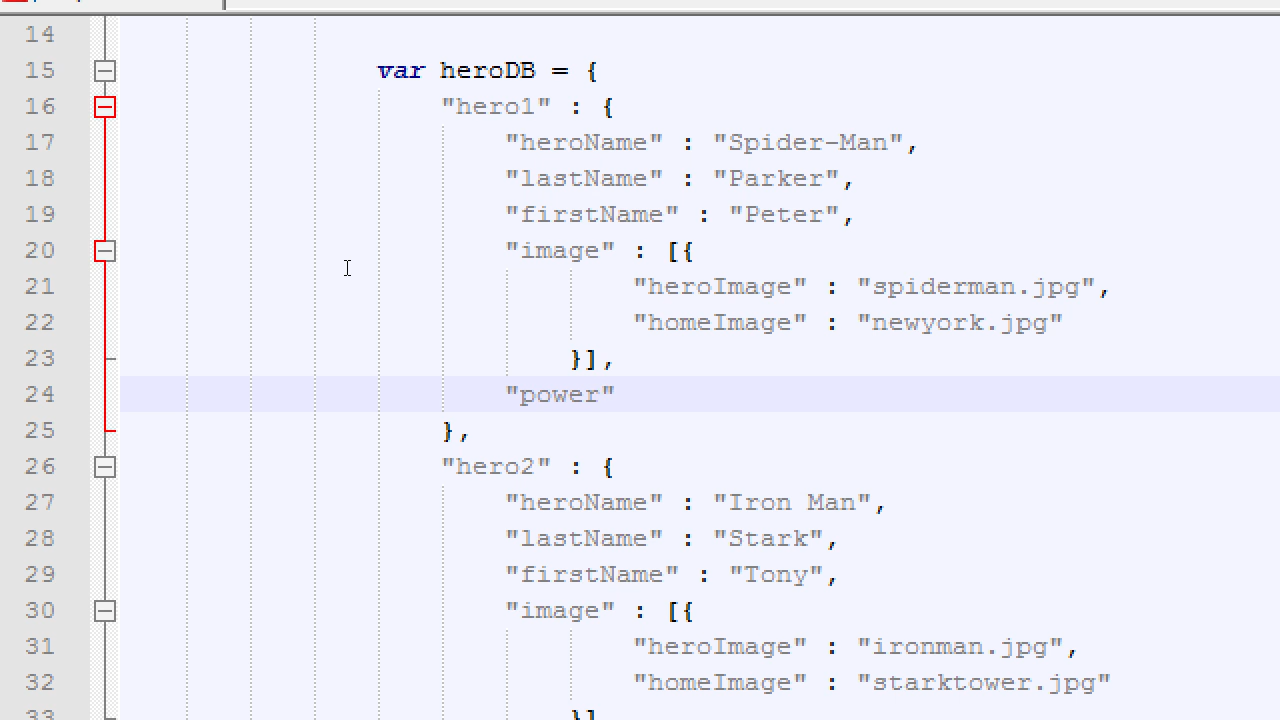 14
15 var heroDB = {
16 "hero1" : {
17 "heroName" : "Spider-Man",
18 "lastName" : "Parker",
19 "firstName" : "Peter",
20 "image" : [{
21 "heroImage" : "spiderman.jpg",
22 "homeImage" : "newyork.jpg"
23 }],
24 "power"
25 },
26 "hero2" : {
27 "heroName" : "Iron Man",
28 "lastName" : "Stark",
29 "firstName" : "Tony",
30 "image" : [{
31 "heroImage" : "ironman.jpg",
32 "homeImage" : "starktower.jpg"
33 }]